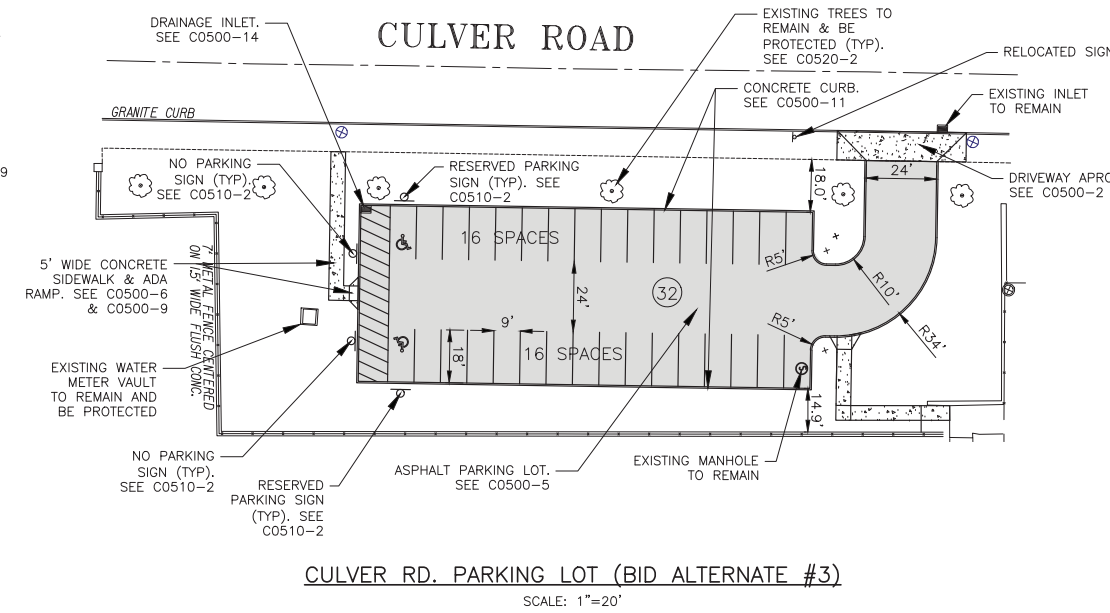 DRAINAGE INLET.
SEE C0500-14
CULVER ROAD
EXISTING TREES TO
REMAIN & BE
PROTECTED (TYP).
SEE C0520-2
RELOCATED SIGN
CONCRETE CURB.
SEE C0500-11
EXISTING INLET
TO REMAIN
GRANITE CURB
9
NO PARKING
SIGN (TYP).
SEE C0510-2
RESERVED PARKING
SIGN (TYP). SEE
C0510-2
18.0'
24'
DRIVEWAY APRO
SEE C0500-2
16 SPACES
R5'
R10'
5' WIDE CONCRETE
SIDEWALK & ADA
RAMP. SEE C0500-6
& C0500-9
7' METAL FENCE CENTERED
ON 1.5' WIDE FLUSH CONC.
24'
32
R5'
R34'
9'
18'
16 SPACES
S
EXISTING WATER
METER VAULT
TO REMAIN AND
BE PROTECTED
14.9'
NO PARKING
SIGN (TYP).
SEE C0510-2
RESERVED
PARKING SIGN
(TYP). SEE
C0510-2
ASPHALT PARKING LOT.
SEE C0500-5
EXISTING MANHOLE
TO REMAIN
CULVER RD. PARKING LOT (BID ALTERNATE #3)
SCALE: 1"=20'